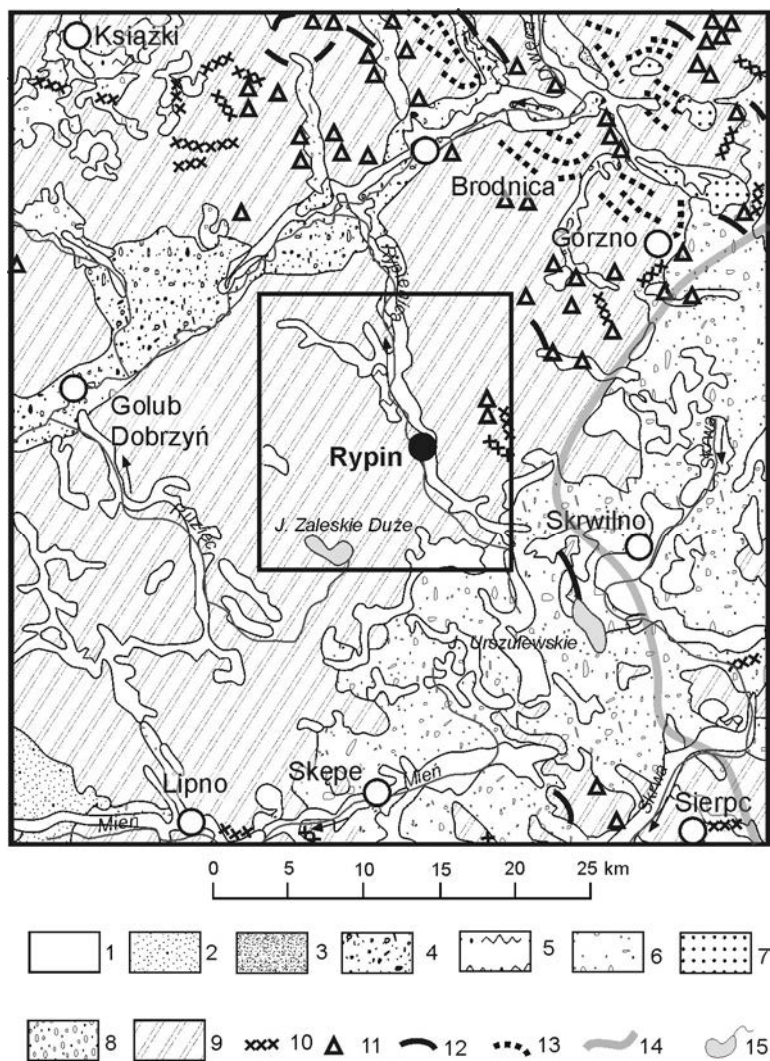 Książki
Skrwa
Brodnica
Górzno
Rypienica
Golub
Dobrzyń
Rypin
Skrwa
Ruziec
J. Zaleskie Duże
Skrwilno
J. Urszulewskie
Lipno
Skępe
Mień
Mień
Skrwa
Sierpc
0 5 10 15 20 25 km
1 2 3 4 5 6 7
8 9 10 11 12 13 14 15